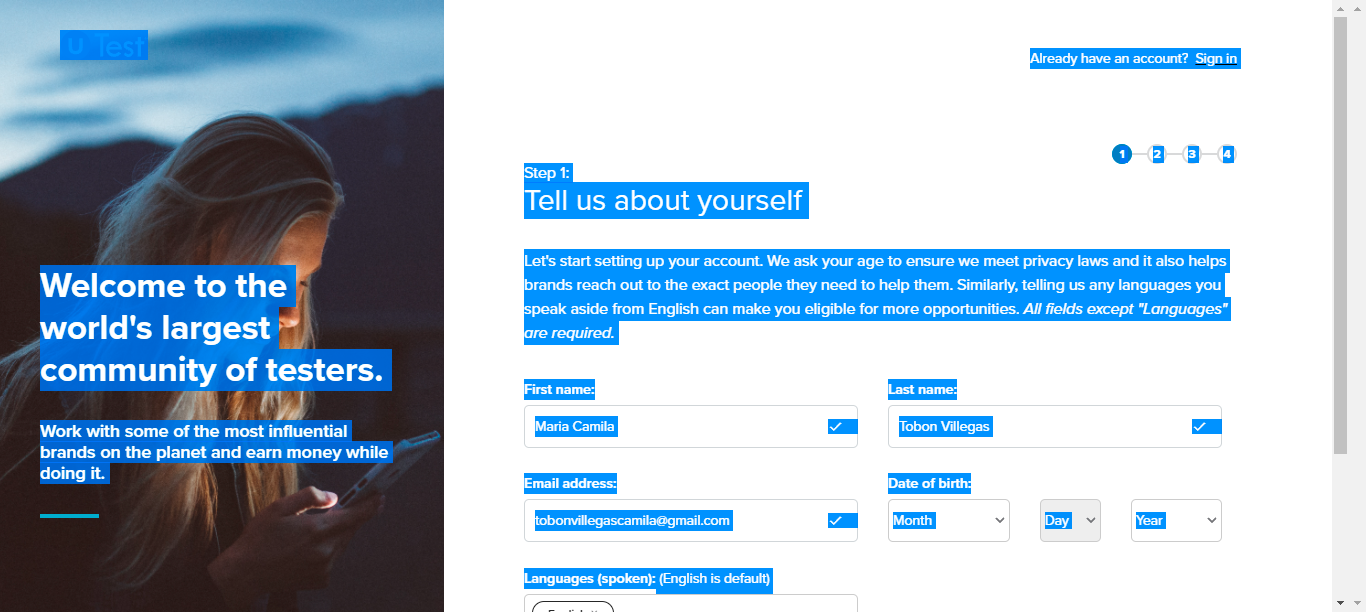 u Test
Already have an account? Sign in
1 2 3 4
Step 1:
Tell us about yourself
Let's start setting up your account. We ask your age to ensure we meet privacy laws and it also helps
brands reach out to the exact people they need to help them. Similarly, telling us any languages you
speak aside from English can make you eligible for more opportunities. All fields except "Languages"
are required.
Welcome to the
world's largest
community of testers.
Work with some of the most influential
brands on the planet and earn money while
doing it.
First name: Last name:
Maria Camila Tobon Villegas
Email address: Date of birth:
tobonvillegascamila@gmail.com Month Day Year
Languages (spoken): (English is default)